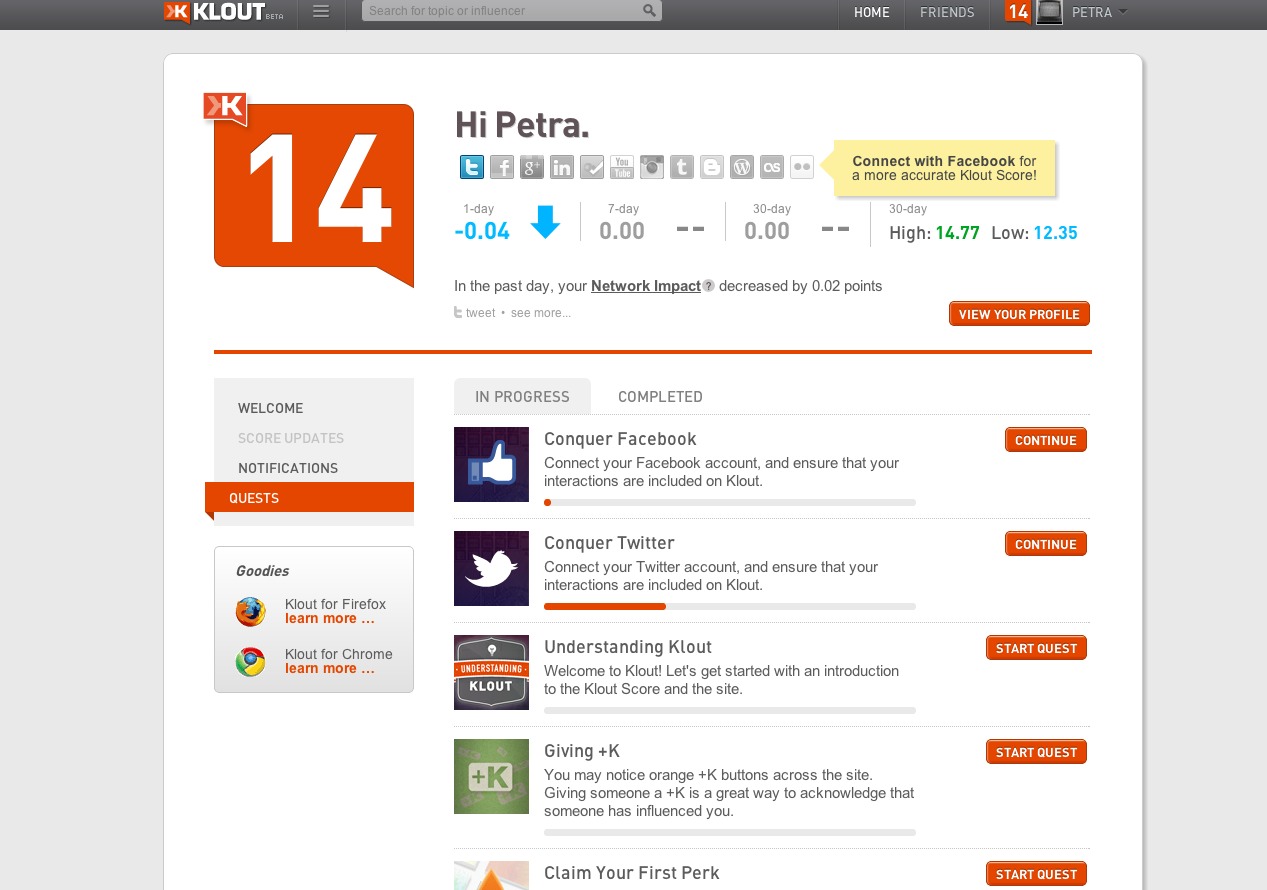 KLOUT BETA
Search for topic or influencer
HOME
FRIENDS
14
PETRA
K
14
Hi Petra.
t f g+ in You Tube t B W os
Connect with Facebook for
a more accurate Klout Score!
1-day
-0.04
7-day
0.00 --
30-day
0.00 --
30-day
High: 14.77 Low: 12.35
In the past day, your Network Impact ? decreased by 0.02 points
tweet • see more...
VIEW YOUR PROFILE
WELCOME
SCORE UPDATES
NOTIFICATIONS
QUESTS
Goodies
Klout for Firefox
learn more ...
Klout for Chrome
learn more ...
IN PROGRESS
COMPLETED
Conquer Facebook
Connect your Facebook account, and ensure that your
interactions are included on Klout.
CONTINUE
Conquer Twitter
Connect your Twitter account, and ensure that your
interactions are included on Klout.
CONTINUE
· UNDERSTANDING ·
KLOUT
Understanding Klout
Welcome to Klout! Let's get started with an introduction
to the Klout Score and the site.
START QUEST
+K
Giving +K
You may notice orange +K buttons across the site.
Giving someone a +K is a great way to acknowledge that
someone has influenced you.
START QUEST
Claim Your First Perk
START QUEST